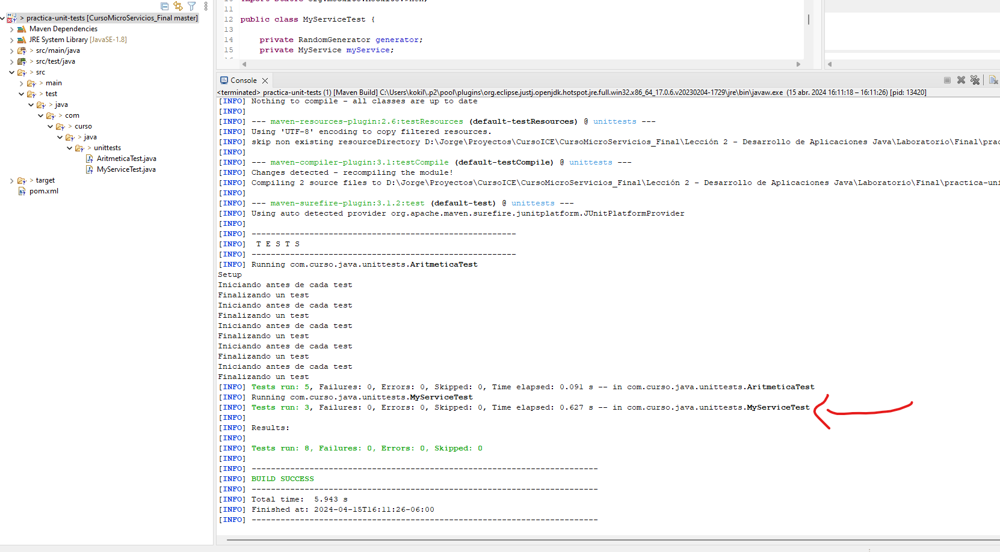 > practica-unit-tests [CursoMicroServicios_Final master]
Maven Dependencies
JRE System Library [JavaSE-1.8]
> src/main/java
> src/test/java
> src
> main
> test
> java
> com
> curso
> java
> unittests
AritmeticaTest.java
MyServiceTest.java
> target
pom.xml
11
12 public class MyServiceTest {
13
14 private RandomGenerator generator;
15 private MyService myService;
Console
<terminated> practica-unit-tests (1) [Maven Build] C:\Users\kokil\.p2\pool\plugins\org.eclipse.justj.openjdk.hotspot.jre.full.win32.x86_64_17.0.6.v20230204-1729\jre\bin\javaw.exe (15 abr. 2024 16:11:18 – 16:11:26) [pid: 13420]
[INFO] Nothing to compile - all classes are up to date
[INFO]
[INFO] --- maven-resources-plugin:2.6:testResources (default-testResources) @ unittests ---
[INFO] Using 'UTF-8' encoding to copy filtered resources.
[INFO] skip non existing resourceDirectory D:\Jorge\Proyectos\CursoICE\CursoMicroServicios_Final\Lección 2 - Desarrollo de Aplicaciones Java\Laboratorio\Final\prac
[INFO]
[INFO] --- maven-compiler-plugin:3.1:testCompile (default-testCompile) @ unittests ---
[INFO] Changes detected - recompiling the module!
[INFO] Compiling 2 source files to D:\Jorge\Proyectos\CursoICE\CursoMicroServicios_Final\Lección 2 - Desarrollo de Aplicaciones Java\Laboratorio\Final\practica-uni
[INFO]
[INFO] --- maven-surefire-plugin:3.1.2:test (default-test) @ unittests ---
[INFO] Using auto detected provider org.apache.maven.surefire.junitplatform.JUnitPlatformProvider
[INFO]
[INFO] -------------------------------------------------------
[INFO] T E S T S
[INFO] -------------------------------------------------------
[INFO] Running com.curso.java.unittests.AritmeticaTest
Setup
Iniciando antes de cada test
Finalizando un test
Iniciando antes de cada test
Finalizando un test
Iniciando antes de cada test
Finalizando un test
Iniciando antes de cada test
Finalizando un test
Iniciando antes de cada test
Finalizando un test
[INFO] Tests run: 5, Failures: 0, Errors: 0, Skipped: 0, Time elapsed: 0.091 s -- in com.curso.java.unittests.AritmeticaTest
[INFO] Running com.curso.java.unittests.MyServiceTest
[INFO] Tests run: 3, Failures: 0, Errors: 0, Skipped: 0, Time elapsed: 0.627 s -- in com.curso.java.unittests.MyServiceTest
[INFO]
[INFO] Results:
[INFO]
[INFO] Tests run: 8, Failures: 0, Errors: 0, Skipped: 0
[INFO]
[INFO] ------------------------------------------------------------------------
[INFO] BUILD SUCCESS
[INFO] ------------------------------------------------------------------------
[INFO] Total time: 5.943 s
[INFO] Finished at: 2024-04-15T16:11:26-06:00
[INFO] ------------------------------------------------------------------------